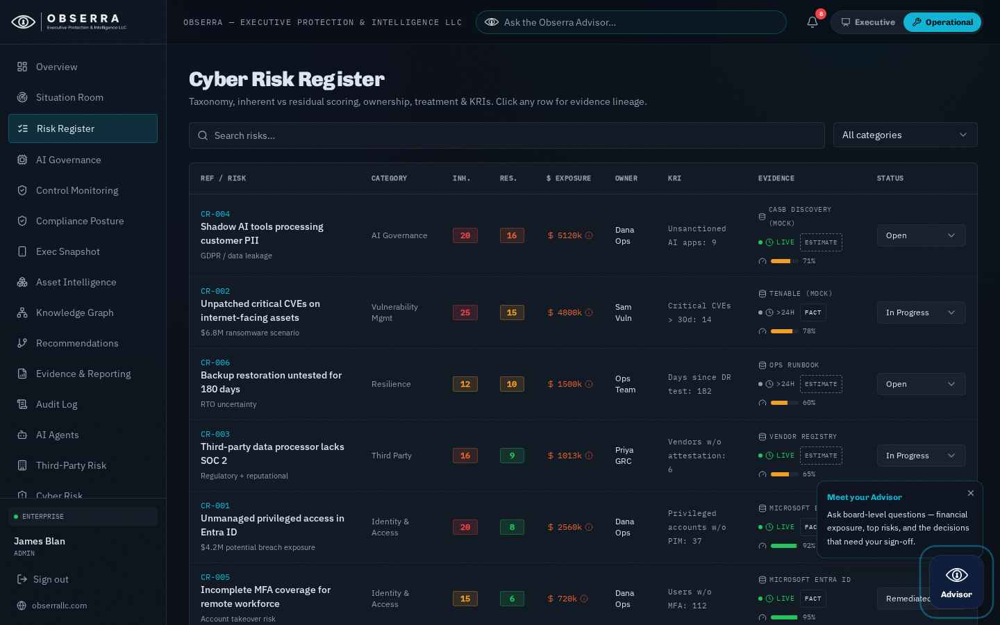 OBSERRA
Executive Protection & Intelligence LLC
OBSERRA — EXECUTIVE PROTECTION & INTELLIGENCE LLC
Ask the Obserra Advisor...
8
Executive
Operational
Overview
Situation Room
Risk Register
AI Governance
Control Monitoring
Compliance Posture
Exec Snapshot
Asset Intelligence
Knowledge Graph
Recommendations
Evidence & Reporting
Audit Log
AI Agents
Third-Party Risk
Cyber Risk
ENTERPRISE
James Blan
ADMIN
Sign out
obserrallc.com
Cyber Risk Register
Taxonomy, inherent vs residual scoring, ownership, treatment & KRIs. Click any row for evidence lineage.
Search risks...
All categories
REF / RISK CATEGORY INH. RES. $ EXPOSURE OWNER KRI EVIDENCE STATUS
CR-004
Shadow AI tools processing
customer PII
GDPR / data leakage
AI Governance
20
16
$ 5120k
Dana
Ops
Unsanctioned
AI apps: 9
CASB DISCOVERY
(MOCK)
LIVE ESTIMATE
71%
Open
CR-002
Unpatched critical CVEs on
internet-facing assets
$6.8M ransomware scenario
Vulnerability
Mgmt
25
15
$ 4800k
Sam
Vuln
Critical CVEs
> 30d: 14
TENABLE (MOCK)
>24H FACT
78%
In Progress
CR-006
Backup restoration untested for
180 days
RTO uncertainty
Resilience
12
10
$ 1500k
Ops
Team
Days since DR
test: 182
OPS RUNBOOK
>24H ESTIMATE
60%
Open
CR-003
Third-party data processor lacks
SOC 2
Regulatory + reputational
Third Party
16
9
$ 1013k
Priya
GRC
Vendors w/o
attestation:
6
VENDOR REGISTRY
LIVE ESTIMATE
65%
In Progress
CR-001
Unmanaged privileged access in
Entra ID
$4.2M potential breach exposure
Identity &
Access
20
8
$ 2560k
Dana
Ops
Privileged
accounts w/o
PIM: 37
MICROSOFT
LIVE FAC
92%
CR-005
Incomplete MFA coverage for
remote workforce
Account takeover risk
Identity &
Access
15
6
$ 720k
Dana
Ops
Users w/o
MFA: 112
MICROSOFT ENTRA ID
LIVE FACT
95%
Remediated
Meet your Advisor
Ask board-level questions — financial
exposure, top risks, and the decisions
that need your sign-off.
Advisor